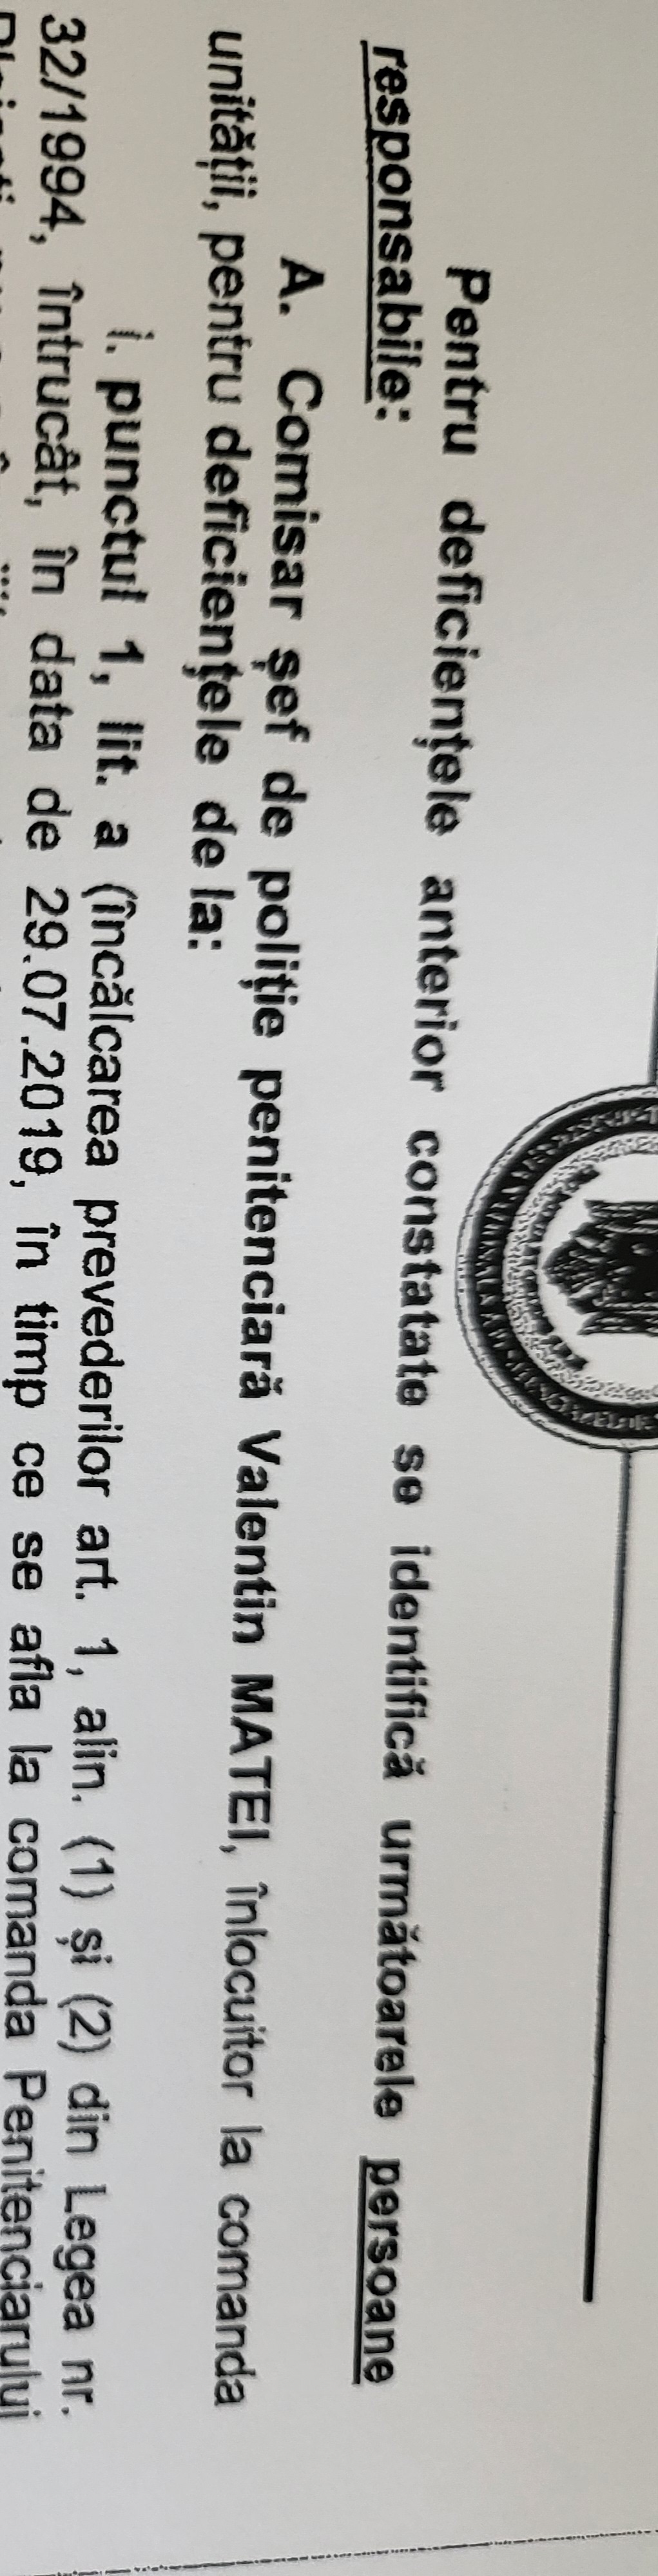 Pentru deficiențele anterior constatate se identifică următoarele persoane
responsabile:
A. Comisar șef de poliție penitenciară Valentin MATEI, înlocuitor la comanda
unității, pentru deficiențele de la:
i. punctul 1, lit. a (încălcarea prevederilor art. 1, alin. (1) și (2) din Legea nr.
32/1994, întrucât, în data de 29.07.2019, în timp ce se afla la comanda Penitenciarului